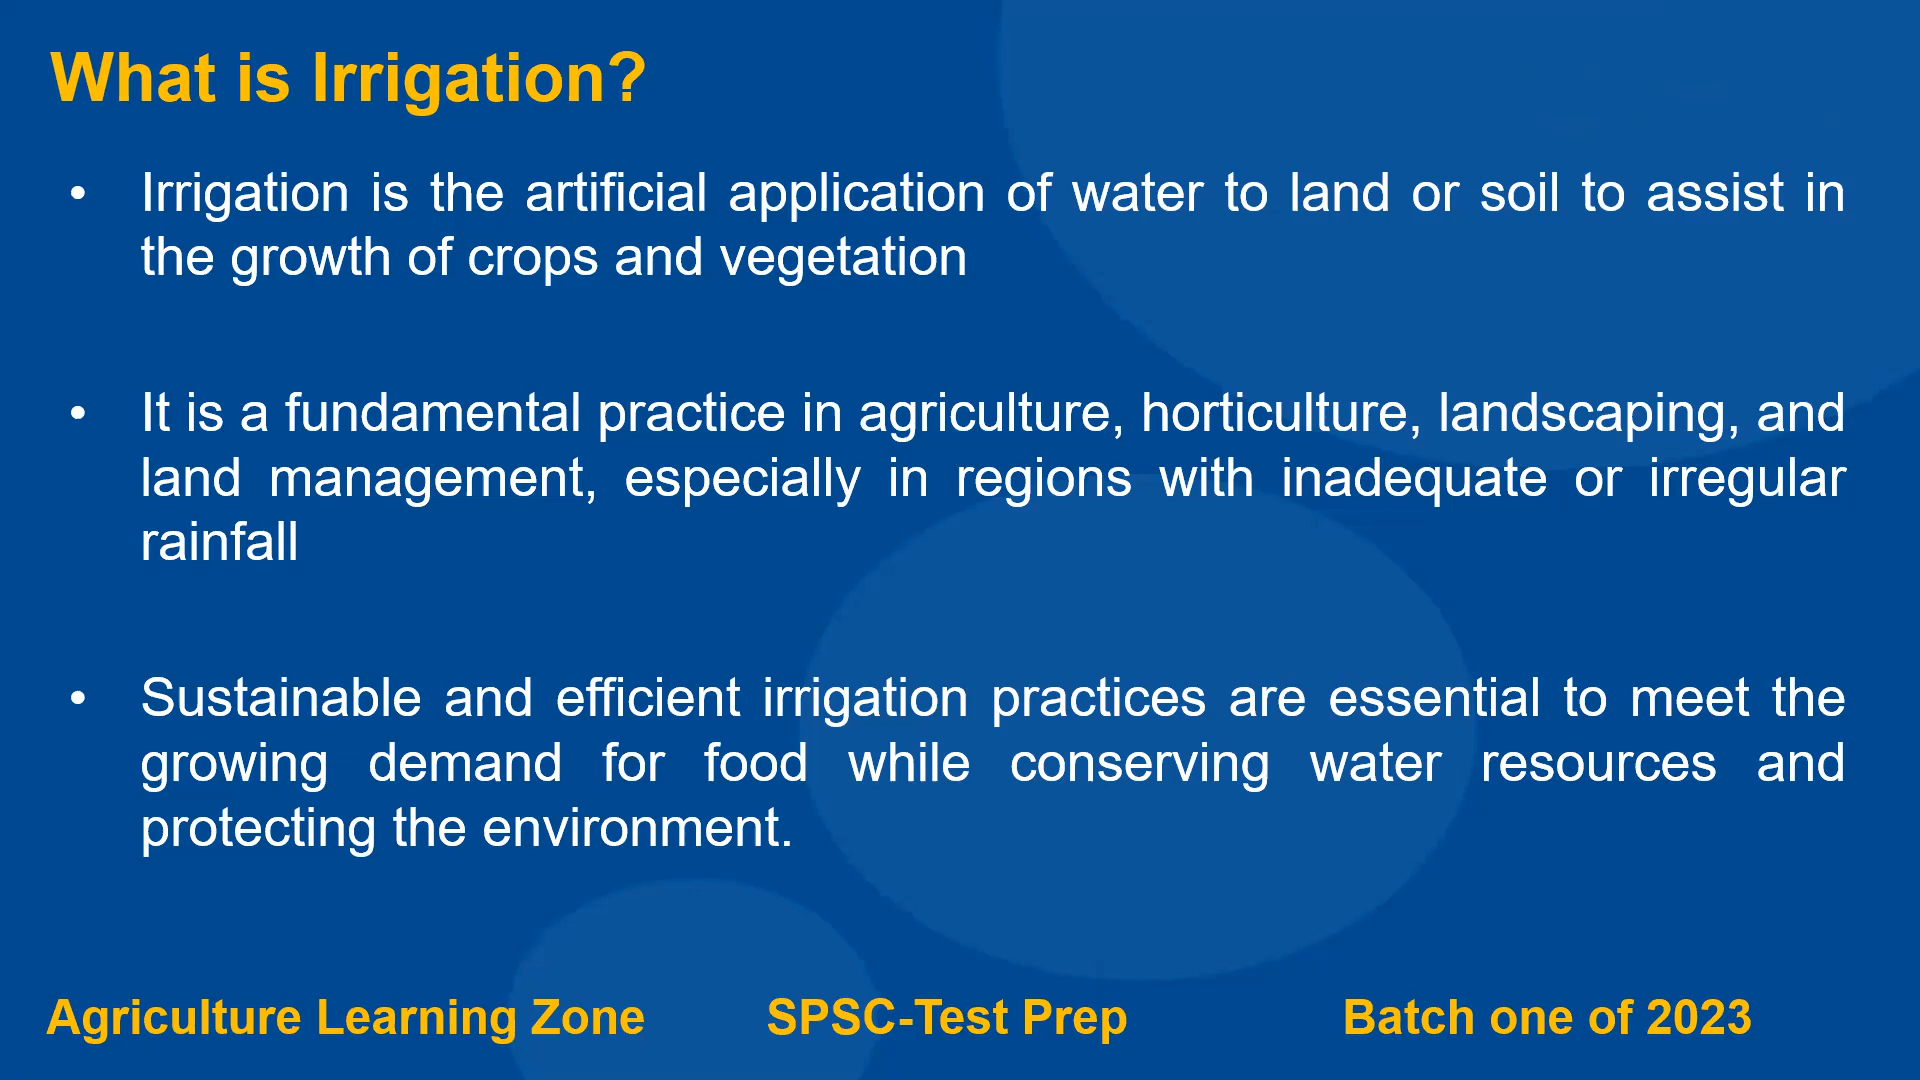 What is Irrigation?
• Irrigation is the artificial application of water to land or soil to assist in
the growth of crops and vegetation
• It is a fundamental practice in agriculture, horticulture, landscaping, and
land management, especially in regions with inadequate or irregular
rainfall
• Sustainable and efficient irrigation practices are essential to meet the
growing demand for food while conserving water resources and
protecting the environment.
Agriculture Learning Zone SPSC-Test Prep Batch one of 2023